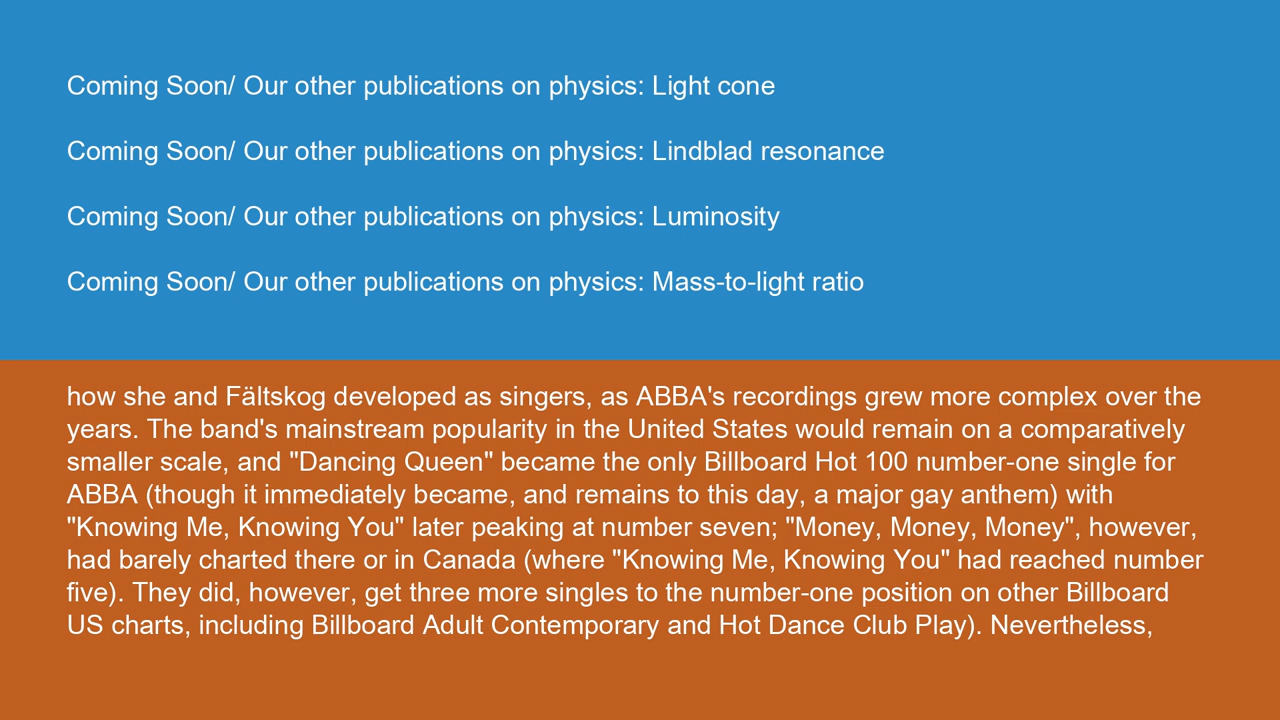 Coming Soon/ Our other publications on physics: Light cone
Coming Soon/ Our other publications on physics: Lindblad resonance
Coming Soon/ Our other publications on physics: Luminosity
Coming Soon/ Our other publications on physics: Mass-to-light ratio
how she and Fältskog developed as singers, as ABBA's recordings grew more complex over the
years. The band's mainstream popularity in the United States would remain on a comparatively
smaller scale, and "Dancing Queen" became the only Billboard Hot 100 number-one single for
ABBA (though it immediately became, and remains to this day, a major gay anthem) with
"Knowing Me, Knowing You" later peaking at number seven; "Money, Money, Money", however,
had barely charted there or in Canada (where "Knowing Me, Knowing You" had reached number
five). They did, however, get three more singles to the number-one position on other Billboard
US charts, including Billboard Adult Contemporary and Hot Dance Club Play). Nevertheless,